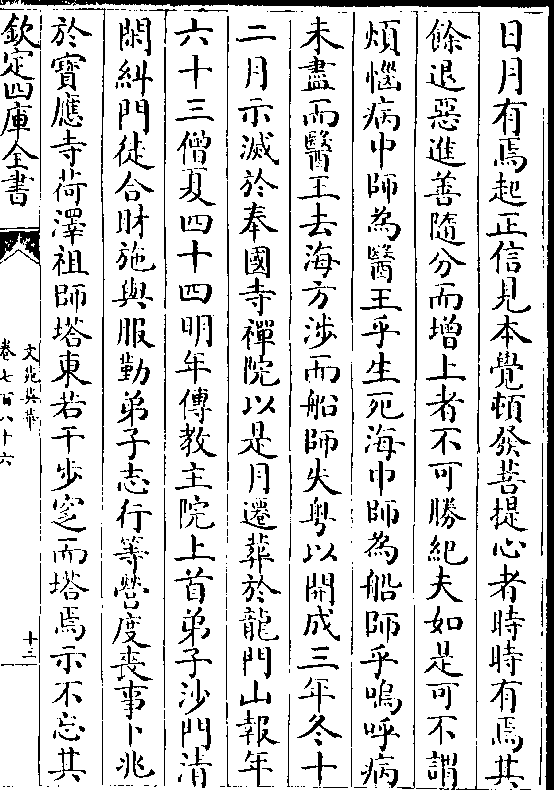 日月有焉起正信見本覺頓發菩提心者時時有焉其
餘退惡進善隨分而增上者不可勝紀夫如是可不謂
煩惱病中師為醫王乎生死海中師為船師乎嗚呼病
未盡而醫王去海方涉而船師失粤以開成三年冬十
二月示滅於奉國寺禪院以是月遷葬於龍門山報年
六十三僧夏四十四明年傳教主院上首弟子沙門清
閑糾門徒合財施與服勤弟子志行等營度喪事卜兆
於寶應寺荷澤祖師塔東若干步窆而塔焉示不忘其
欽定四庫全書
文苑英華
卷七百八十六
十三